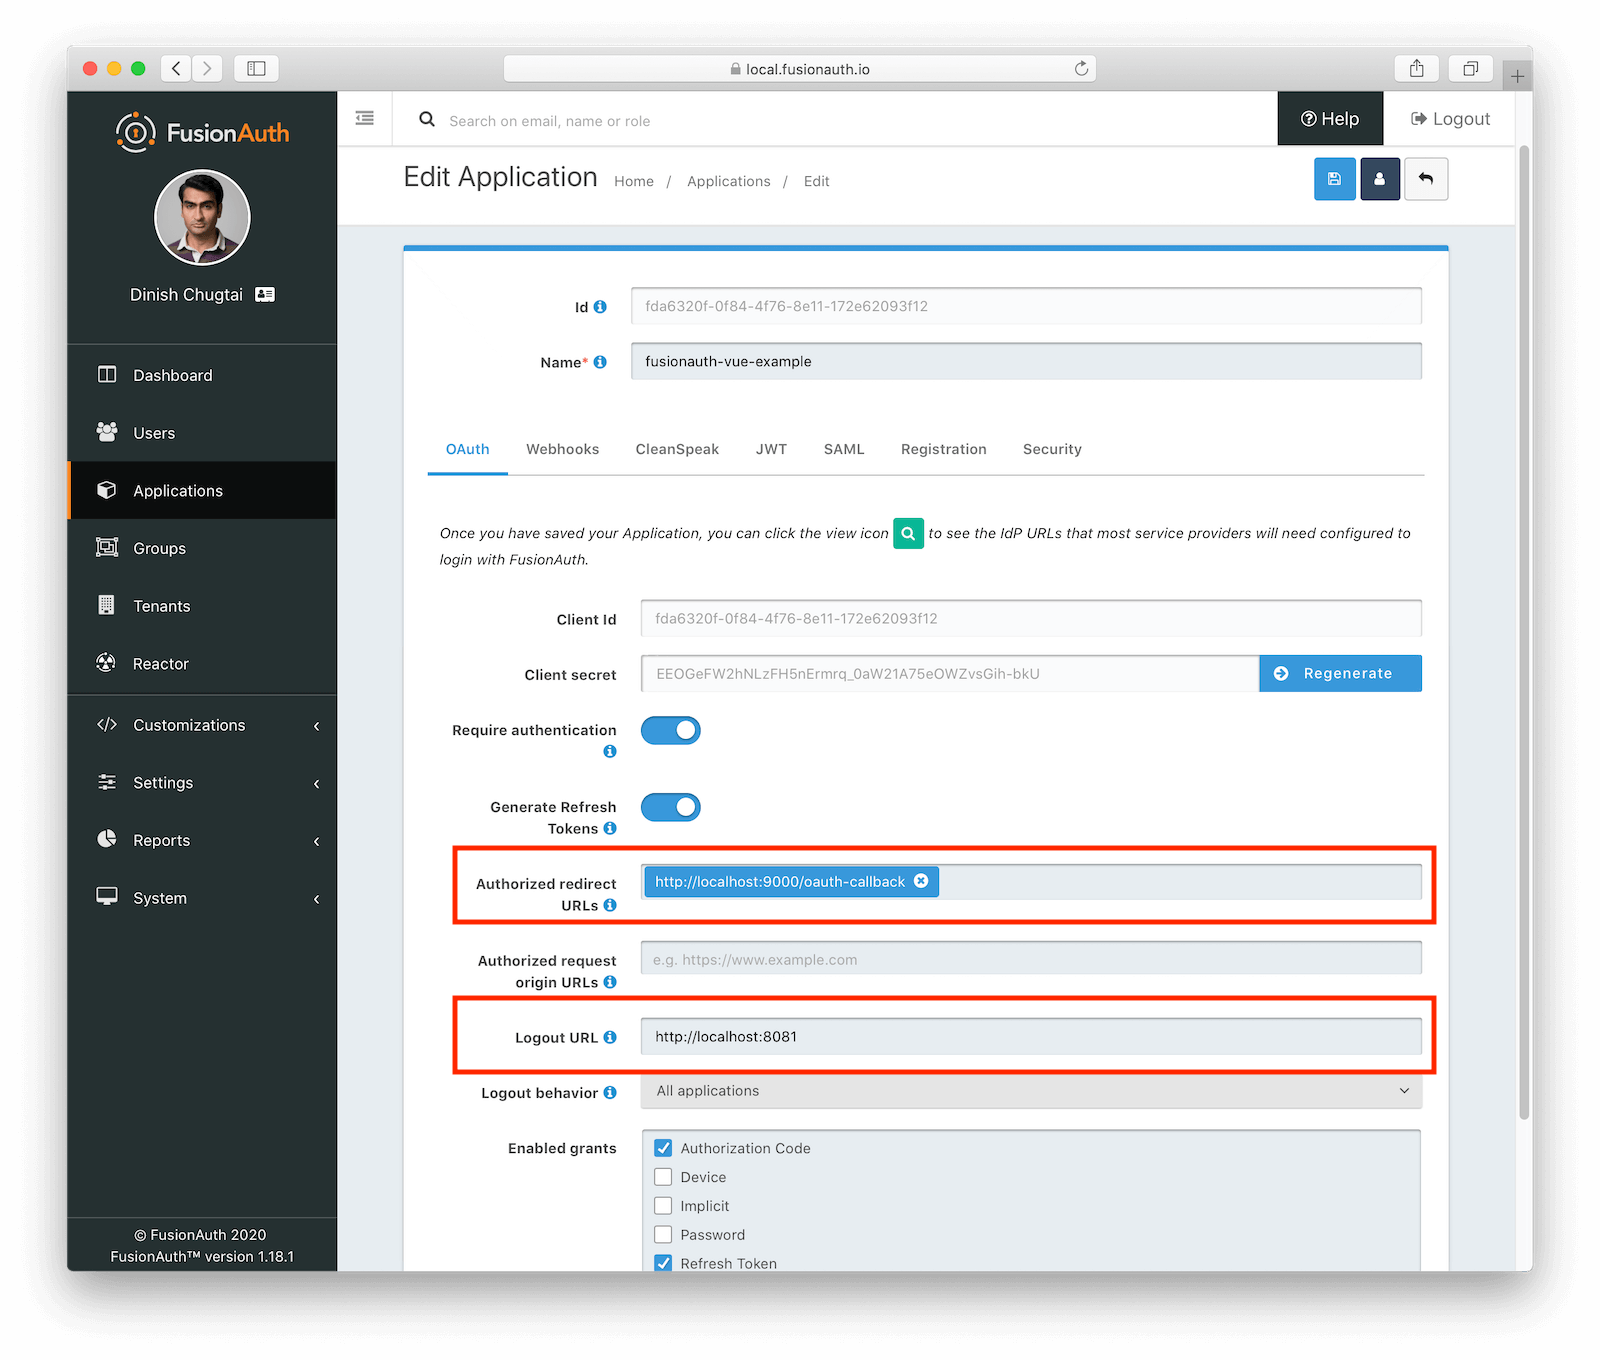 local.fusionauth.io
FusionAuth
Dinish Chugtai
Dashboard
Users
Applications
Groups
Tenants
Reactor
Customizations
Settings
Reports
System
© FusionAuth 2020
FusionAuth™ version 1.18.1
Search on email, name or role
Help
Logout
Edit Application
Home / Applications / Edit
Id
fda6320f-0f84-4f76-8e11-172e62093f12
Name*
fusionauth-vue-example
OAuth Webhooks CleanSpeak JWT SAML Registration Security
Once you have saved your Application, you can click the view icon to see the IdP URLs that most service providers will need configured to
login with FusionAuth.
Client Id
fda6320f-0f84-4f76-8e11-172e62093f12
Client secret
EEOGeFW2hNLzFH5nErmrq_0aW21A75eOWZvsGih-bkU
Regenerate
Require authentication
Generate Refresh
Tokens
Authorized redirect
URLs
http://localhost:9000/oauth-callback
Authorized request
origin URLs
e.g. https://www.example.com
Logout URL
http://localhost:8081
Logout behavior
All applications
Enabled grants
Authorization Code
Device
Implicit
Password
Refresh Token